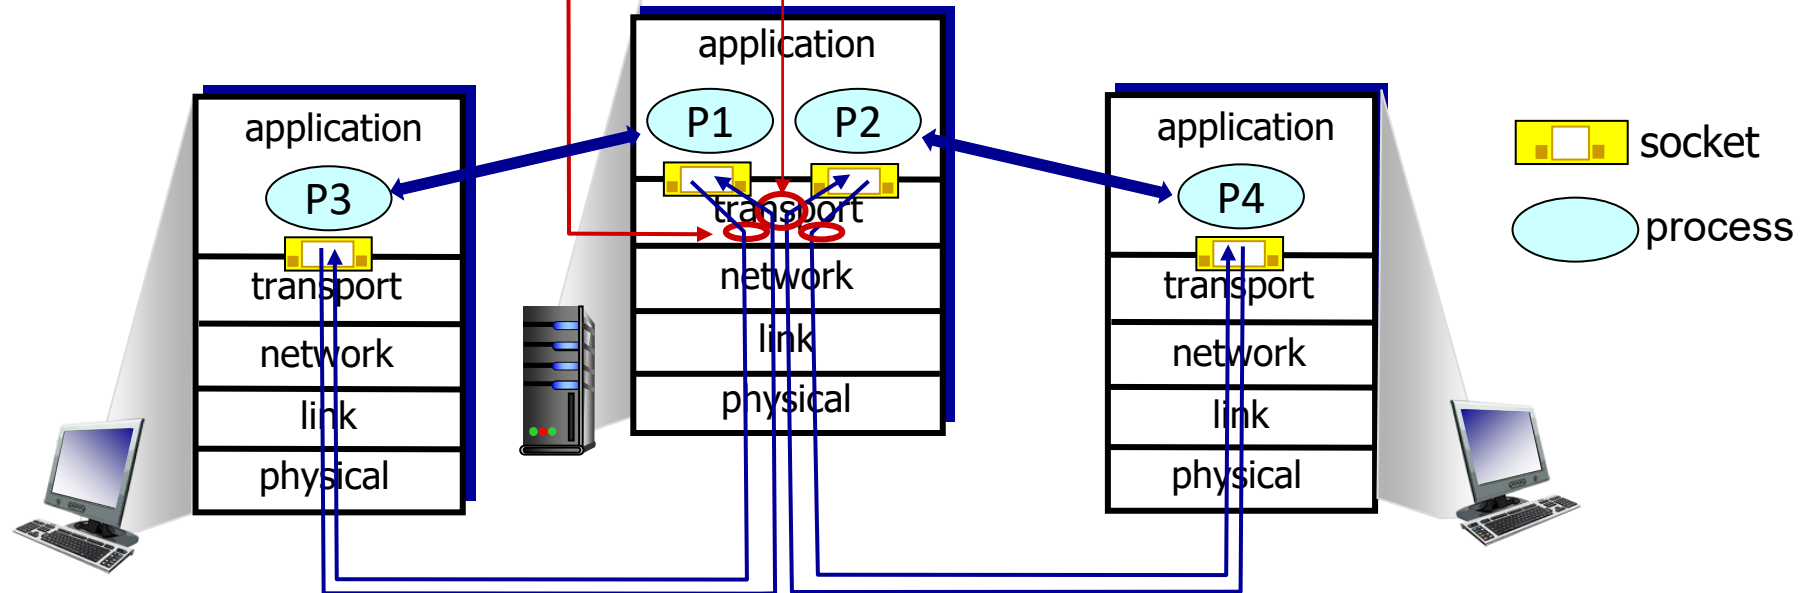 application
P1
P2
transport
network
link
physical
application
P3
transport
network
link
physical
application
P4
transport
network
link
physical
socket
process